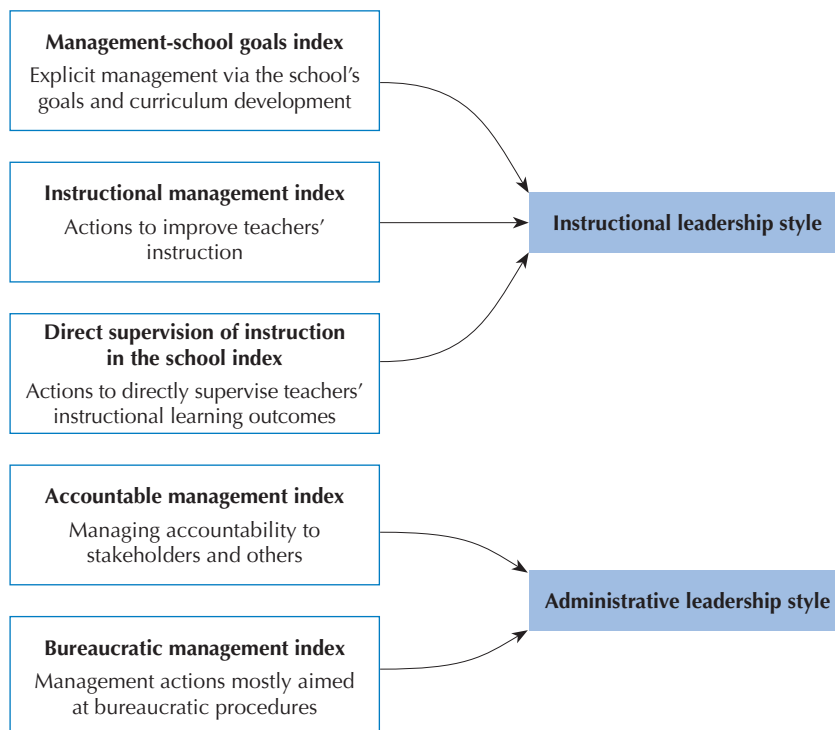 Management-school goals index
Explicit management via the school’s
goals and curriculum development
Instructional management index
Actions to improve teachers’
instruction
Instructional leadership style
Direct supervision of instruction
in the school index
Actions to directly supervise teachers’
instructional learning outcomes
Accountable management index
Managing accountability to
stakeholders and others
Administrative leadership style
Bureaucratic management index
Management actions mostly aimed
at bureaucratic procedures